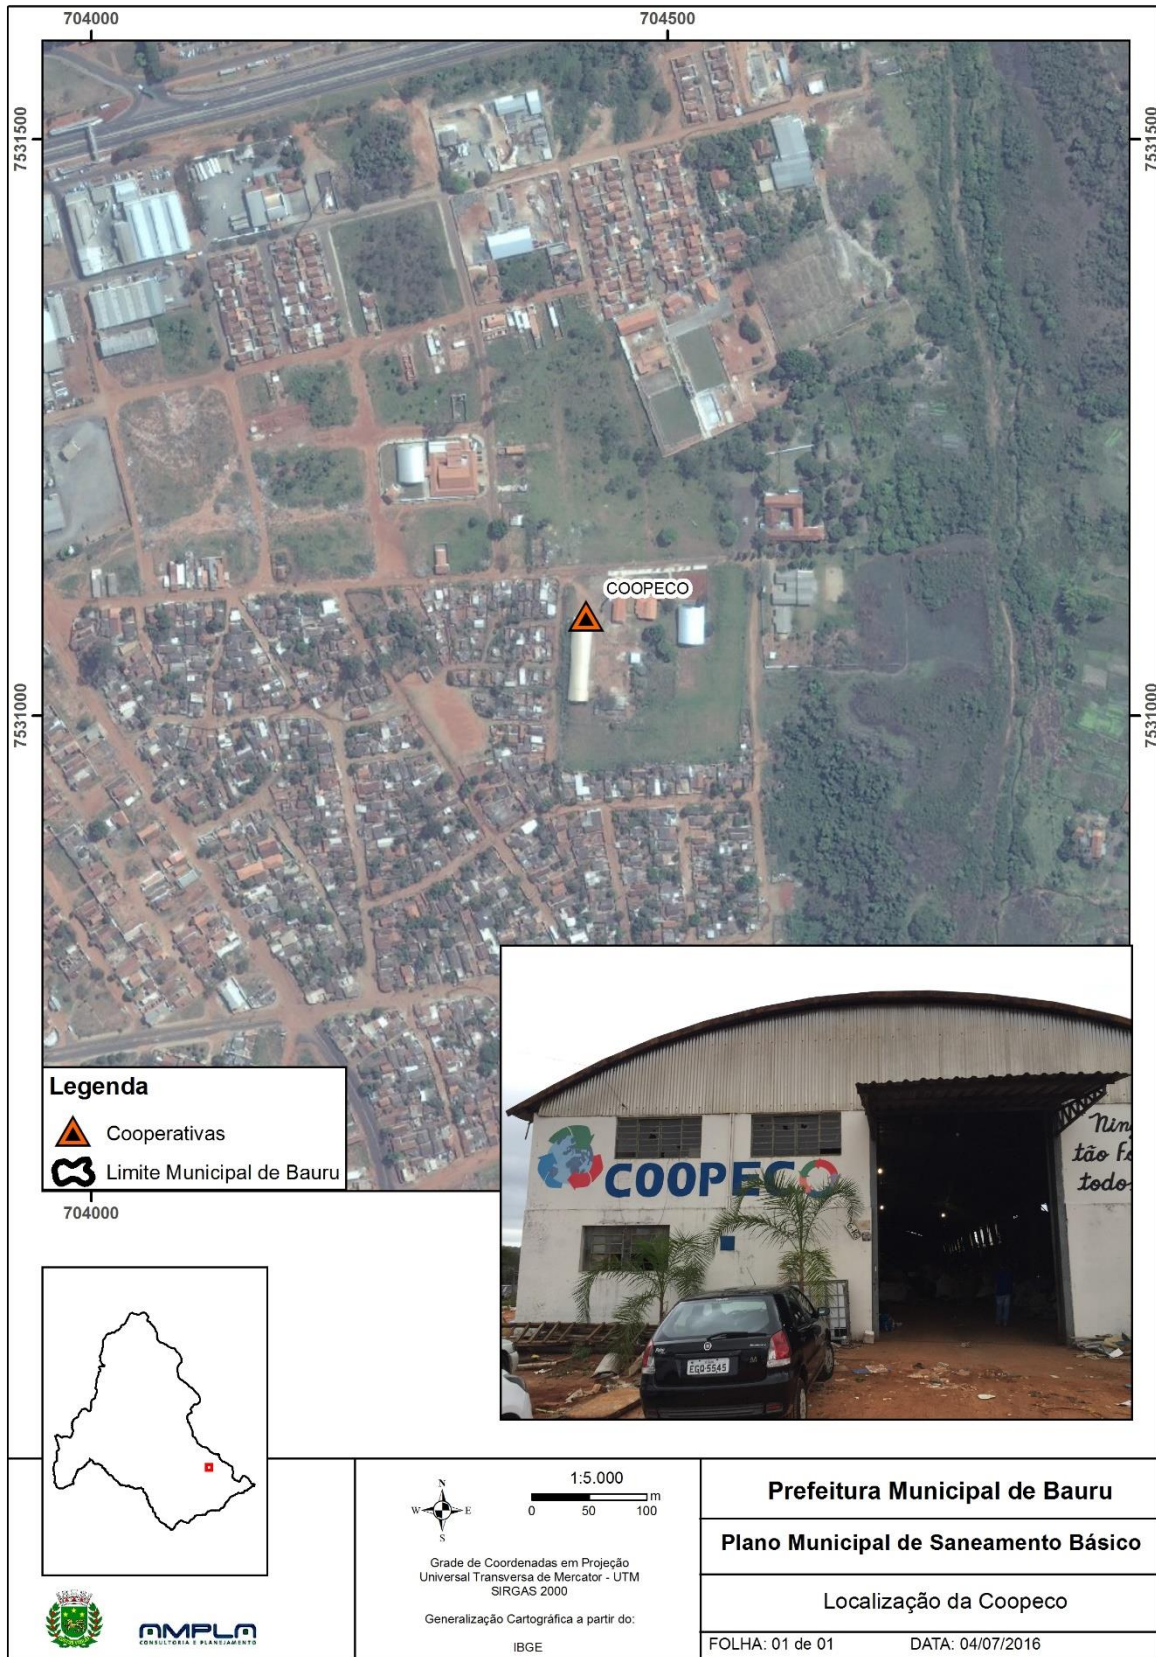 704000
704500
7531500
7531500
COOPECO
7531000
7531000
Legenda
Cooperativas
Limite Municipal de Bauru
704000
COOPECO
tão
todo
EGQ-5545
1:5.000
m
0 50 100
N
W E
S
Grade de Coordenadas em Projeção
Universal Transversa de Mercator - UTM
SIRGAS 2000
Generalização Cartográfica a partir do:
IBGE
AMPLA
CONSULTORIA E PLANEJAMENTO
Prefeitura Municipal de Bauru
Plano Municipal de Saneamento Básico
Localização da Coopeco
FOLHA: 01 de 01 DATA: 04/07/2016